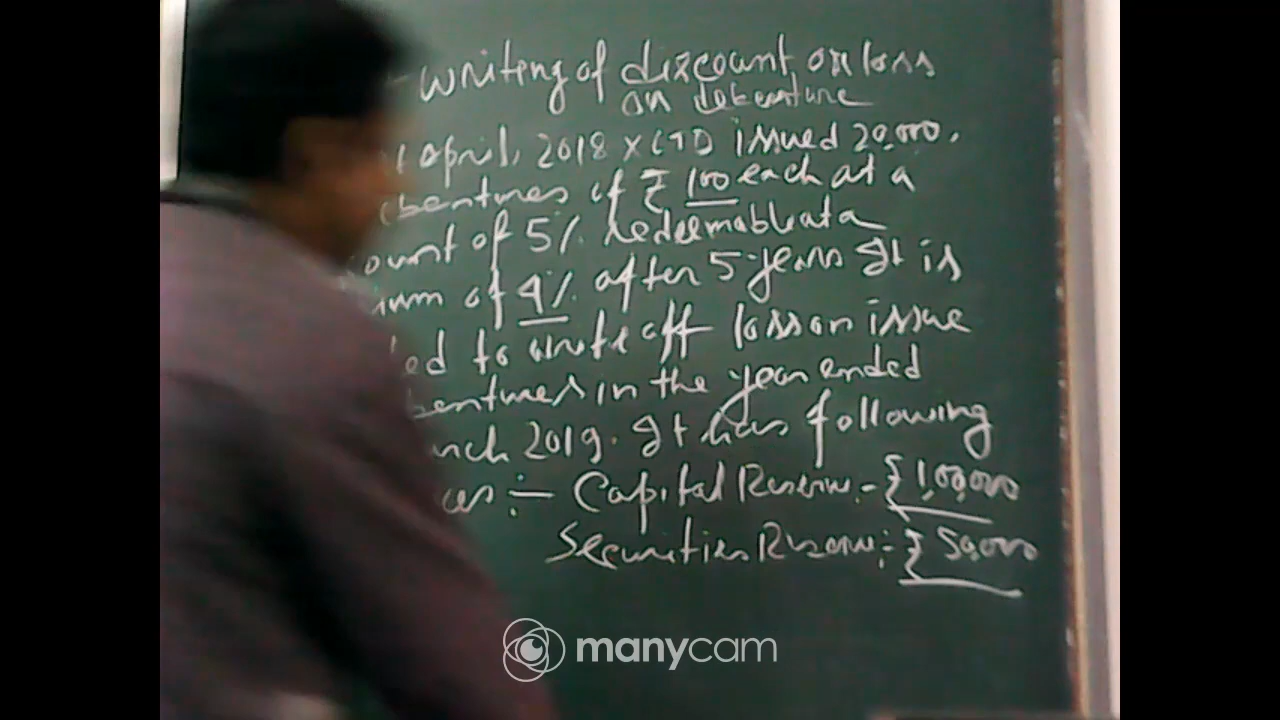 writing of discount or loss
on debenture
1 April, 2018 X LTD issued 20,000.
bentures of ₹ 100 each at a
ount of 5% redeemable at a
ium of 4% after 5 years It is
ed to write off loss on issue
bentures in the year ended
rch 2019. It has following
es :- Capital Reserve - ₹ 1,00,000
Securities Reserve :- ₹ 50,000
manycam